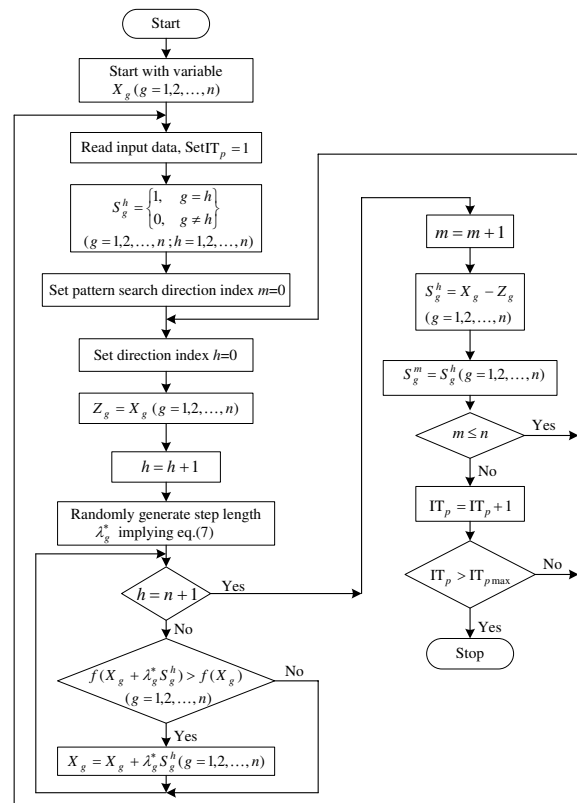 Start
Start with variable
X_g (g = 1,2,…,n)
Read input data, Set IT_p = 1
S_g^h = {1, g = h
0, g ≠ h}
(g = 1,2,…,n ; h = 1,2,…,n)
Set pattern search direction index m=0
Set direction index h=0
Z_g = X_g (g = 1,2,…,n)
h = h + 1
Randomly generate step length
λ_g^* implying eq.(7)
h = n + 1
Yes
No
f(X_g + λ_g^* S_g^h) > f(X_g)
(g = 1,2,…,n)
No
Yes
X_g = X_g + λ_g^* S_g^h (g = 1,2,…,n)
m = m + 1
S_g^h = X_g − Z_g
(g = 1,2,…,n)
S_g^m = S_g^h (g = 1,2,…,n)
m ≤ n
Yes
No
IT_p = IT_p + 1
IT_p > IT_p max
No
Yes
Stop